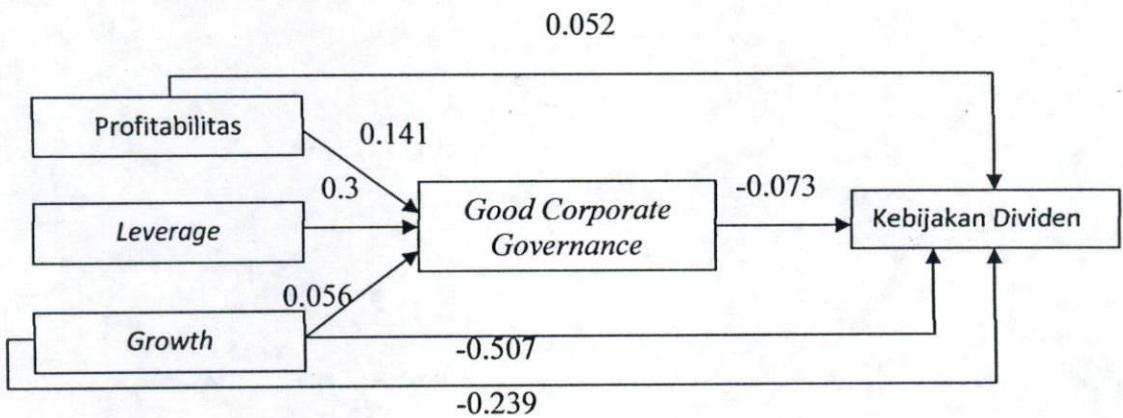 0.052
Profitabilitas
0.141
0.3
Good Corporate
Governance
-0.073
Kebijakan Dividen
Leverage
0.056
Growth
-0.507
-0.239